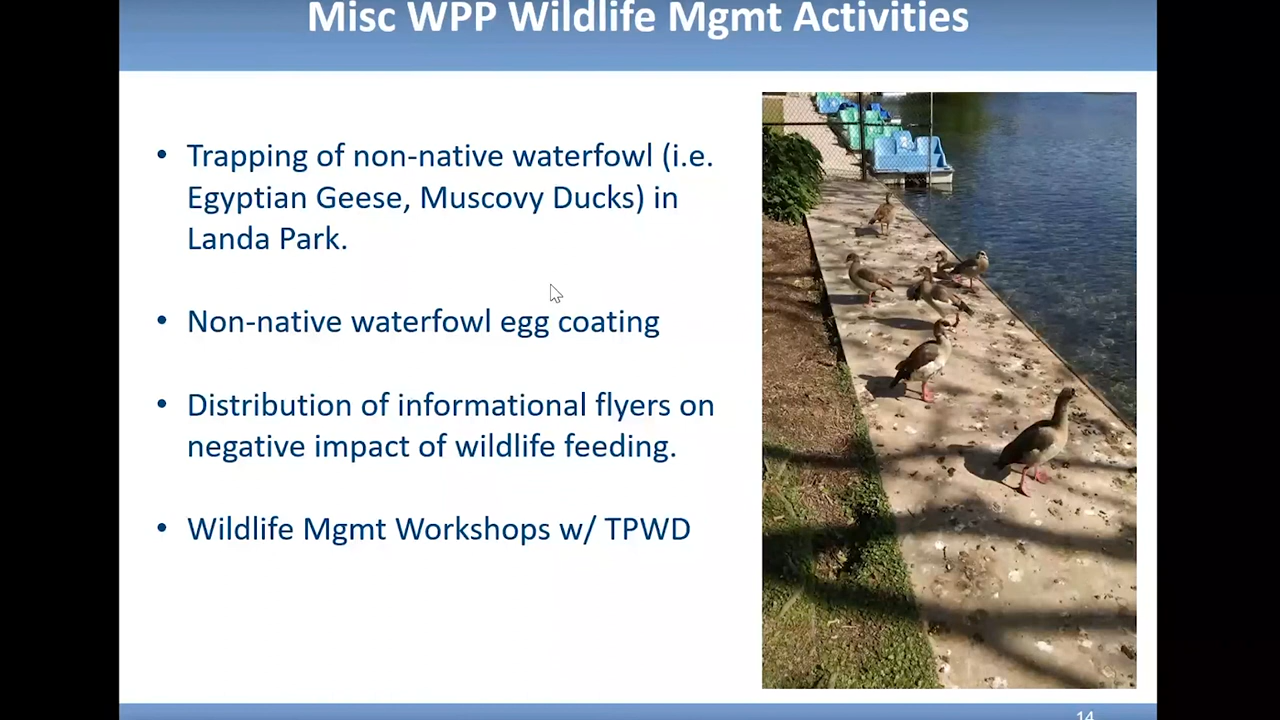 Misc WPP Wildlife Mgmt Activities
• Trapping of non-native waterfowl (i.e.
Egyptian Geese, Muscovy Ducks) in
Landa Park.
• Non-native waterfowl egg coating
• Distribution of informational flyers on
negative impact of wildlife feeding.
• Wildlife Mgmt Workshops w/ TPWD
14